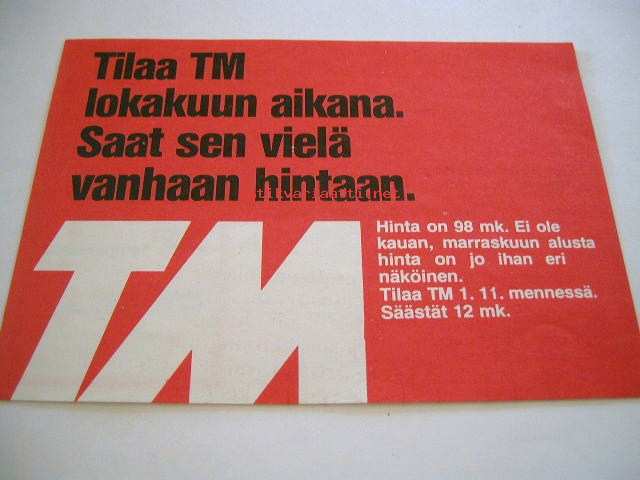 Tilaa TM
lokakuun aikana.
Saat sen vielä
vanhaan hintaan.
TM
Hinta on 98 mk. Ei ole
kauan, marraskuun alusta
hinta on jo ihan eri
näköinen.
Tilaa TM 1. 11. mennessä.
Säästät 12 mk.